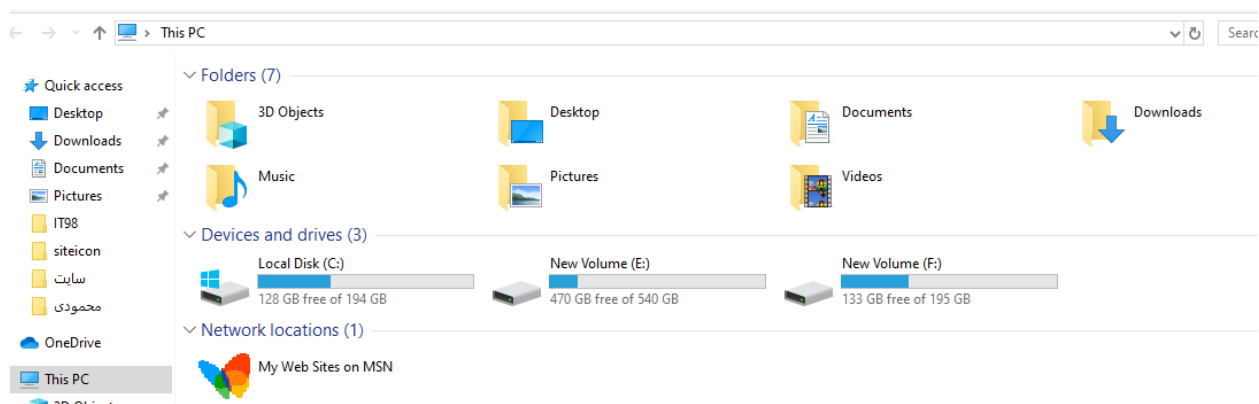 This PC
Searc
Quick access
Desktop
Downloads
Documents
Pictures
IT98
siteicon
سایت
محمودی
OneDrive
This PC
Folders (7)
3D Objects
Desktop
Documents
Downloads
Music
Pictures
Videos
Devices and drives (3)
Local Disk (C:)
128 GB free of 194 GB
New Volume (E:)
470 GB free of 540 GB
New Volume (F:)
133 GB free of 195 GB
Network locations (1)
My Web Sites on MSN